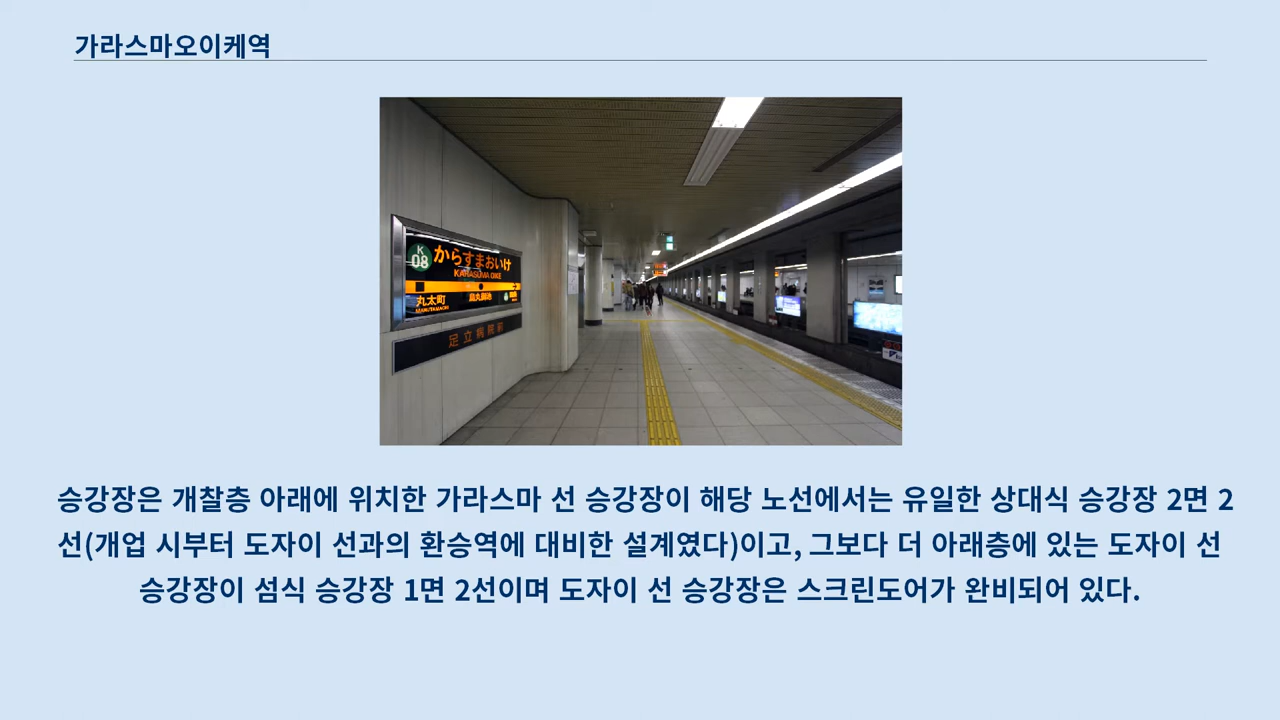 가라스마오이케역
K
08
からすまおいけ
KARASUMA OIKE
丸太町
MARUTAMACHI
烏丸御池
足立病院前
승강장은 개찰층 아래에 위치한 가라스마 선 승강장이 해당 노선에서는 유일한 상대식 승강장 2면 2
선(개업 시부터 도자이 선과의 환승역에 대비한 설계였다)이고, 그보다 더 아래층에 있는 도자이 선
승강장이 섬식 승강장 1면 2선이며 도자이 선 승강장은 스크린도어가 완비되어 있다.